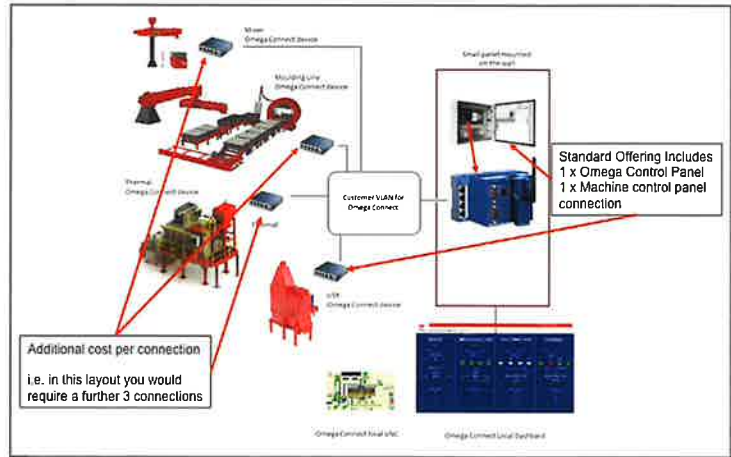 Mixer
Omega Connect device
Moulding Line
Omega Connect device
Small panel mounted
on the wall
Thermal
Omega Connect device
Thermal
Customer VLAN for
Omega Connect
Standard Offering Includes
1 x Omega Control Panel
1 x Machine control panel
connection
Omega Connect device
Additional cost per connection
i.e. in this layout you would
require a further 3 connections
Omega Connect Local
Omega Connect Local Dashboard